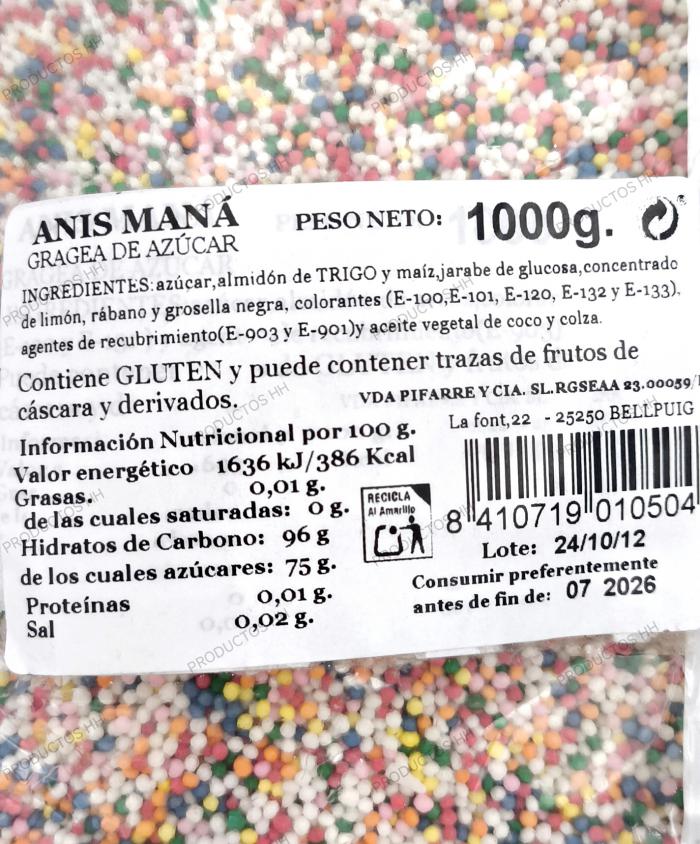 ANIS MANÁ
GRAGEA DE AZÚCAR
PESO NETO: 1000g.
INGREDIENTES:azúcar,almidón de TRIGO y maíz,jarabe de glucosa,concentrado
de limón, rábano y grosella negra, colorantes (E-100,E-101, E-120, E-132 y E-133),
agentes de recubrimiento(E-903 y E-901)y aceite vegetal de coco y colza.
Contiene GLUTEN y puede contener trazas de frutos de
cáscara y derivados.
VDA PIFARRE Y CIA. SL.RGSEAA 23.00059/
La font,22 - 25250 BELLPUIG
Información Nutricional por 100 g.
Valor energético 1636 kJ/386 Kcal
Grasas. 0,01 g.
de las cuales saturadas: 0 g.
Hidratos de Carbono: 96 g
de los cuales azúcares: 75 g.
Proteínas 0,01 g.
Sal 0,02 g.
RECICLA
Al Amarillo
8 410719 010504
Lote: 24/10/12
Consumir preferentemente
antes de fin de: 07 2026
PRODUCTOS HH